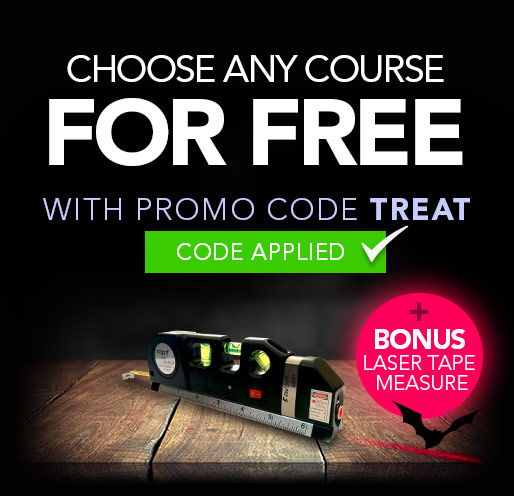 CHOOSE ANY COURSE
FOR FREE
WITH PROMO CODE TREAT
CODE APPLIED
+
BONUS
LASER TAPE
MEASURE